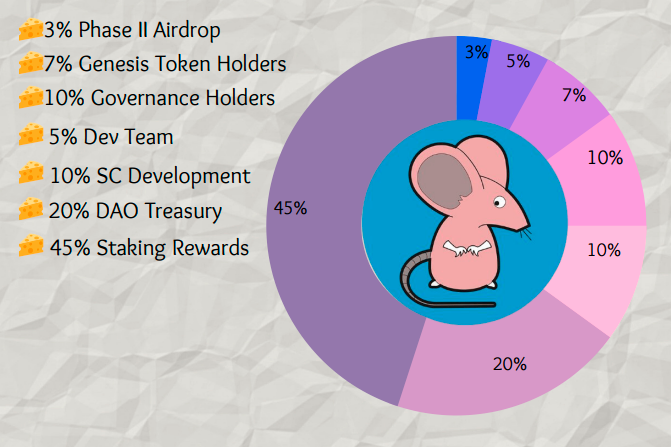 3% Phase II Airdrop
7% Genesis Token Holders
10% Governance Holders
5% Dev Team
10% SC Development
20% DAO Treasury
45% Staking Rewards
3%
5%
7%
10%
10%
20%
45%